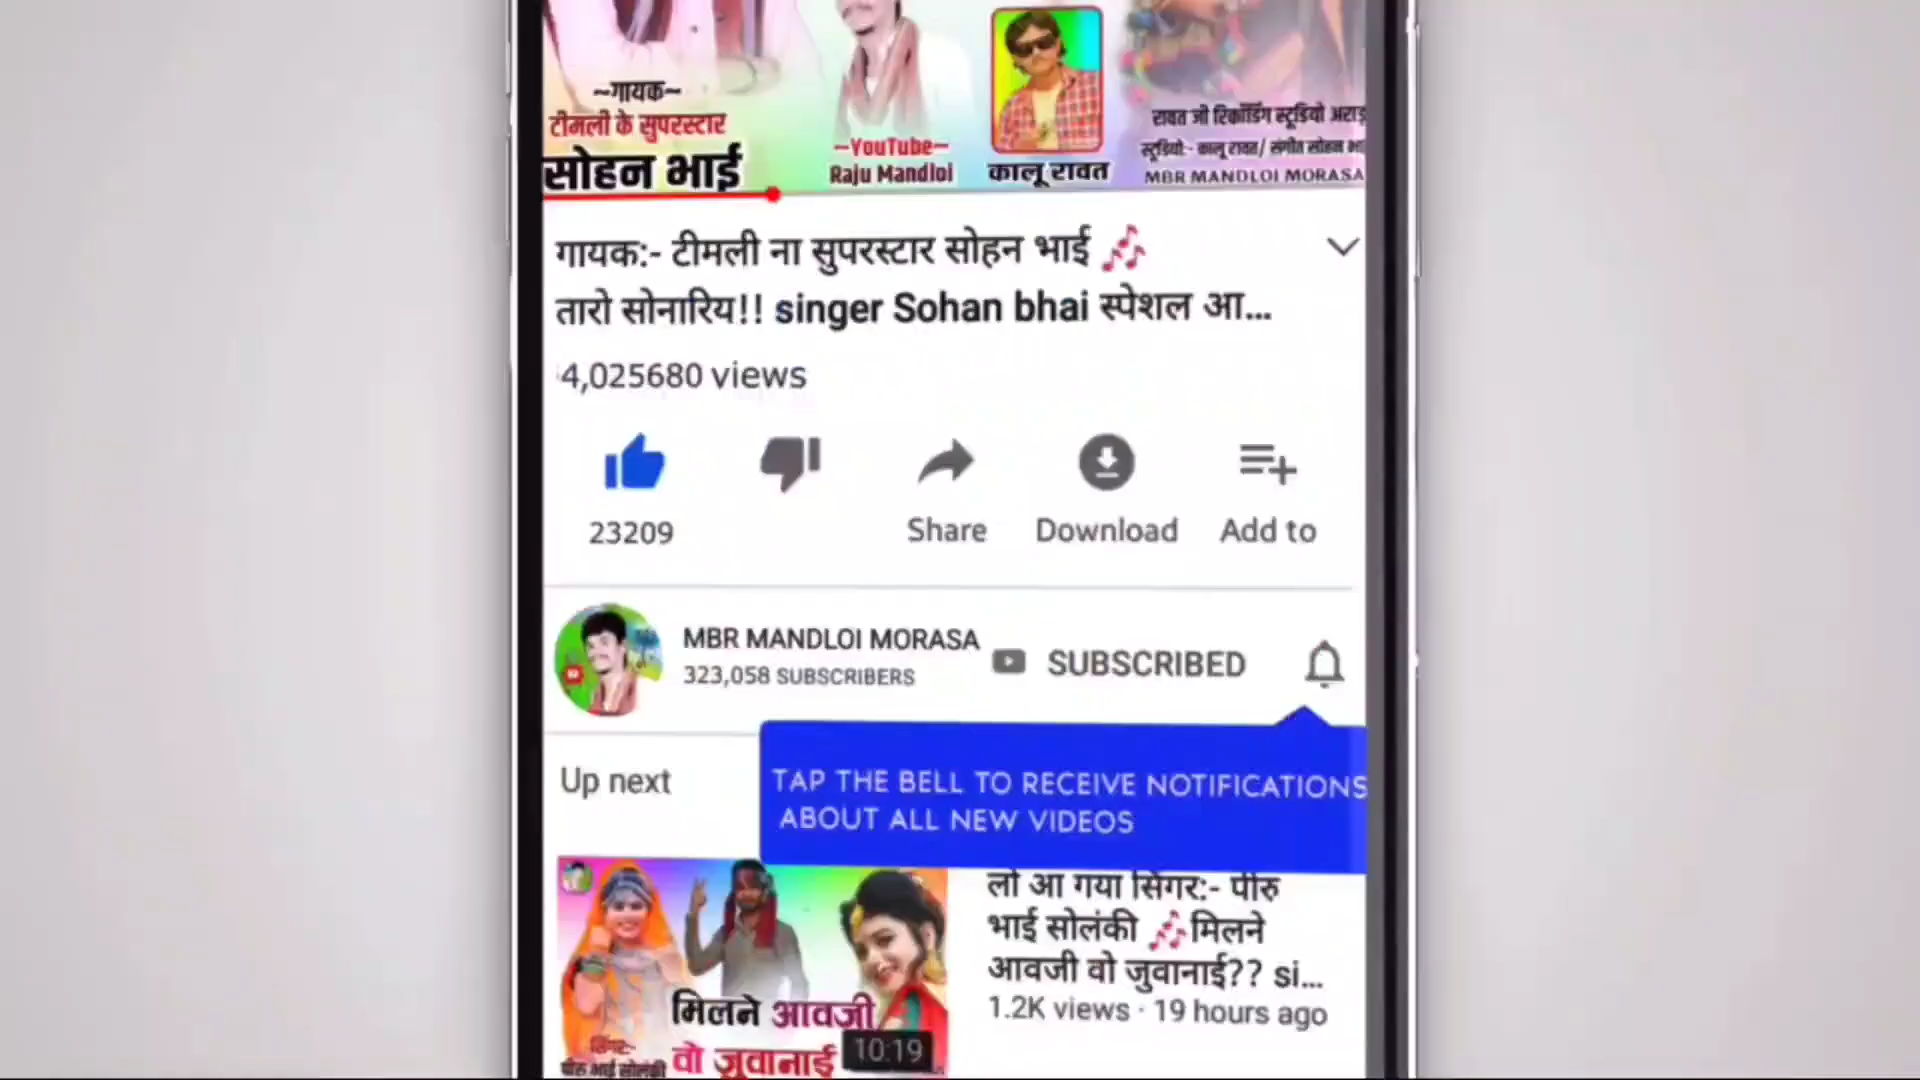 ~गायक~
टीमली के सुपरस्टार
सोहन भाई
—YouTube—
Raju Mandloi
कालू रावत
रावत जी रिकॉर्डिंग स्टूडियो
स्टूडियो:- कालू रावत/ संगीत सोहन
MBR MANDLOI MORASA
गायक:- टीमली ना सुपरस्टार सोहन भाई 🎶
तारो सोनारिय!! singer Sohan bhai स्पेशल आ...
4,025680 views
23209
Share
Download
Add to
MBR MANDLOI MORASA
323,058 SUBSCRIBERS
SUBSCRIBED
TAP THE BELL TO RECEIVE NOTIFICATIONS
ABOUT ALL NEW VIDEOS
Up next
लो आ गया सिंगर:- पीरु
भाई सोलंकी 🎶मिलने
आवजी वो जुवानाई?? si...
1.2K views · 19 hours ago
मिलने आवजी
वो जुवानाई
सिंगर:-
पीरु भाई सोलंकी
10:19